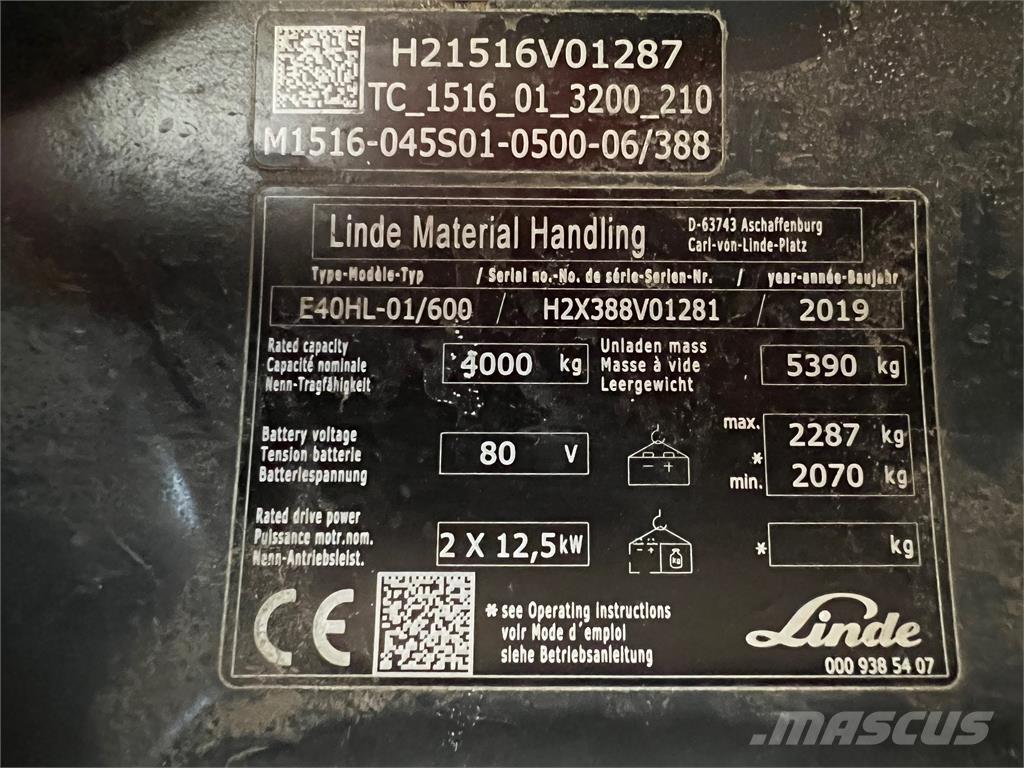 H21516V01287
TC_1516_01_3200_210
M1516-045S01-0500-06/388
Linde Material Handling
D-63743 Aschaffenburg
Carl-von-Linde-Platz
Type-Modèle-Typ / Serial no.-No. de série-Serien-Nr. / year-année-Baujahr
E40HL-01/600 / H2X388V01281 / 2019
Rated capacity
Capacité nominale
Nenn-Tragfähigkeit
4000 kg
Unladen mass
Masse à vide
Leergewicht
5390 kg
Battery voltage
Tension batterie
Batteriespannung
80 V
- +
max. 2287 kg
*
min. 2070 kg
Rated drive power
Puissance motr.nom.
Nenn-Antriebsleist.
2 X 12,5 kW
- +
kg
* kg
CE
* see Operating instructions
voir Mode d'emploi
siehe Betriebsanleitung
Linde
000 938 54 07
MASCUS